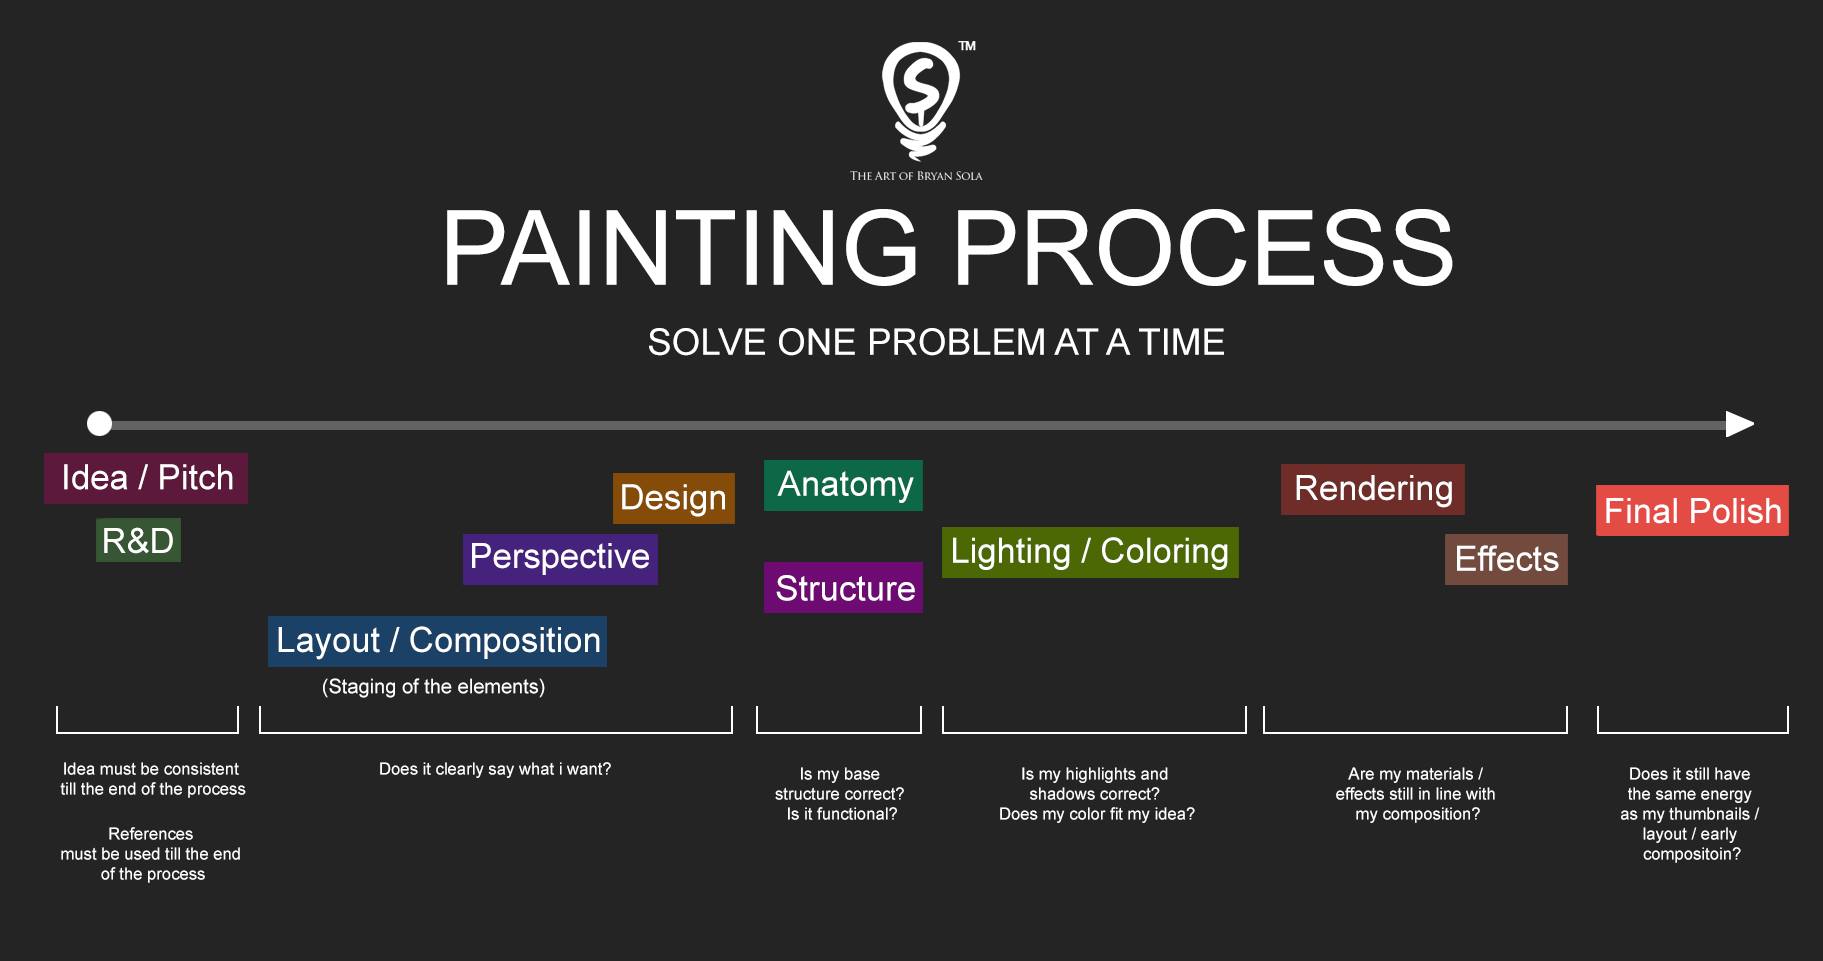 TM
The Art of Bryan Sola
PAINTING PROCESS
SOLVE ONE PROBLEM AT A TIME
Idea / Pitch
R&D
Layout / Composition
(Staging of the elements)
Perspective
Design
Anatomy
Structure
Lighting / Coloring
Rendering
Effects
Final Polish
Idea must be consistent
till the end of the process
References
must be used till the end
of the process
Does it clearly say what i want?
Is my base
structure correct?
Is it functional?
Is my highlights and
shadows correct?
Does my color fit my idea?
Are my materials /
effects still in line with
my composition?
Does it still have
the same energy
as my thumbnails /
layout / early
compositoin?